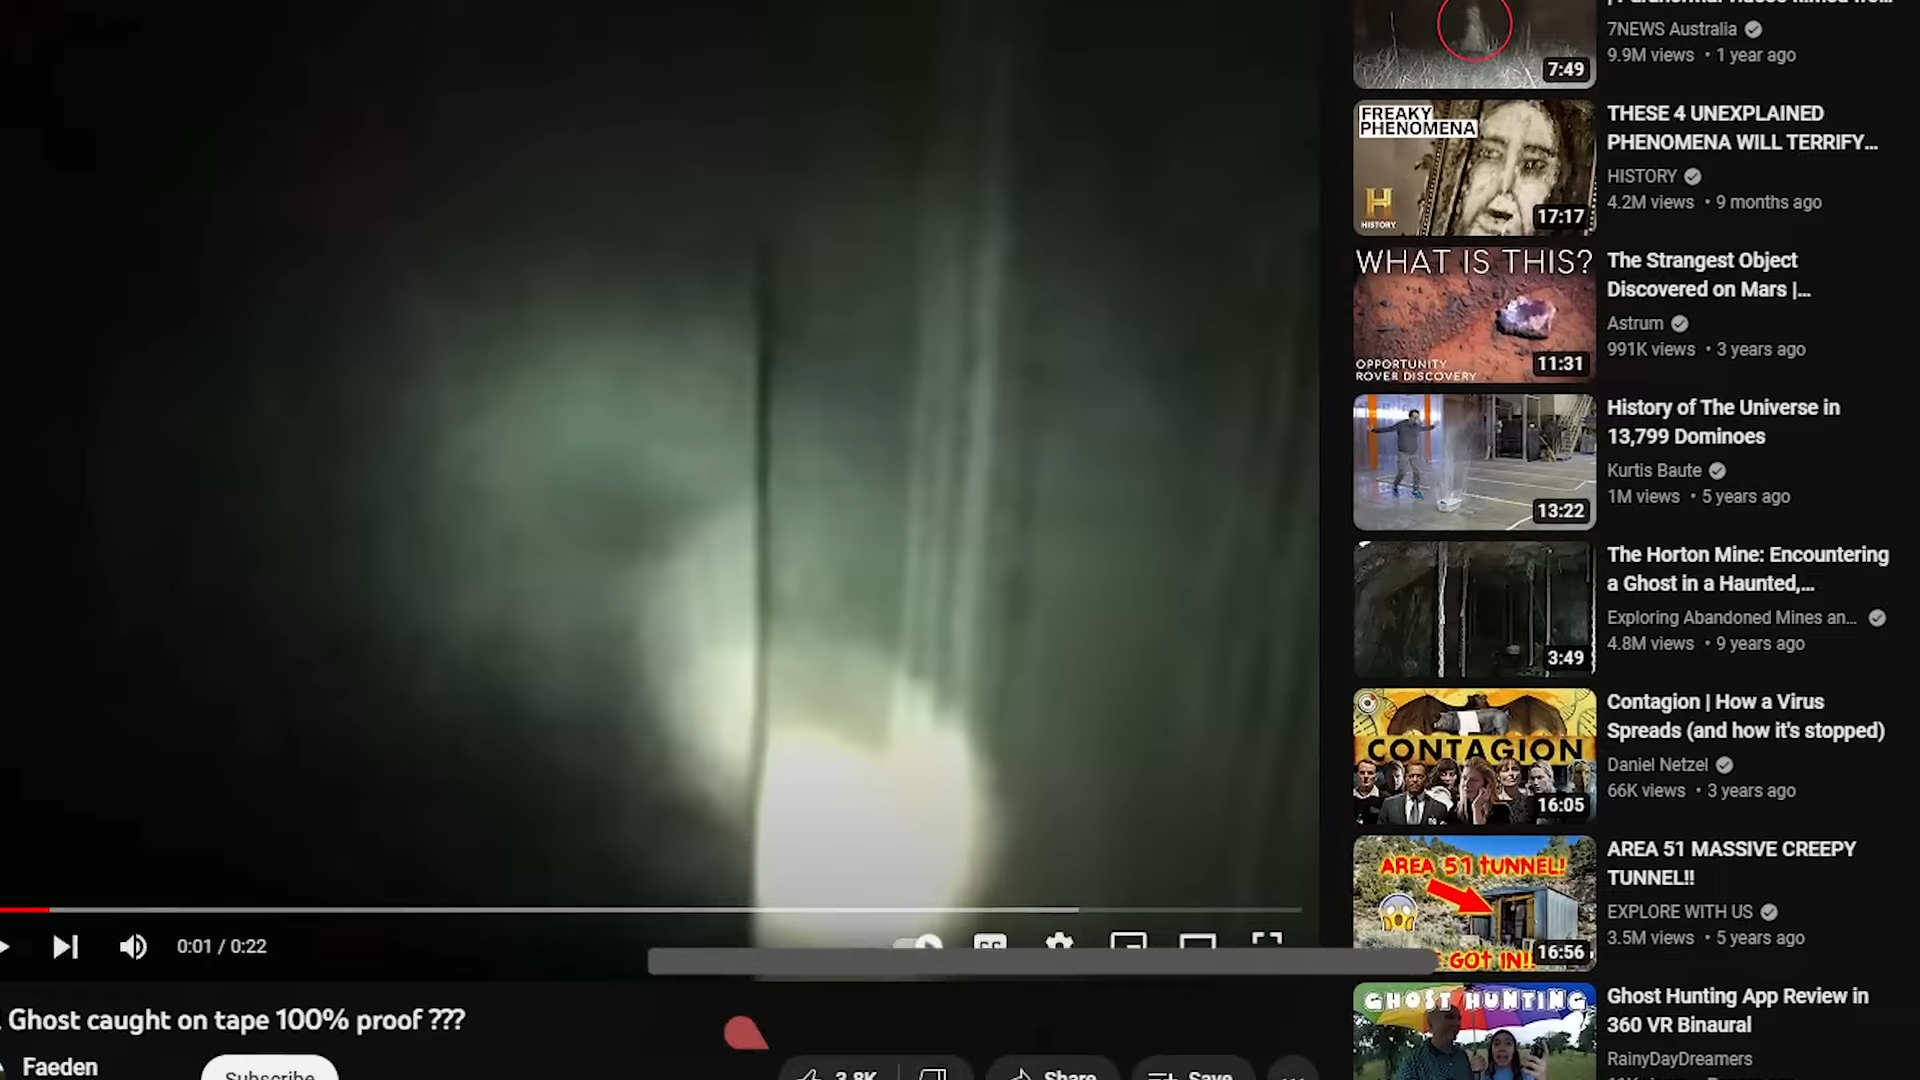 0:01 / 0:22
Ghost caught on tape 100% proof ???
Faeden
Subscribe
3.8K
Share
Save
7NEWS Australia
9.9M views • 1 year ago
7:49
FREAKY
PHENOMENA
H
HISTORY
17:17
THESE 4 UNEXPLAINED
PHENOMENA WILL TERRIFY...
HISTORY
4.2M views • 9 months ago
WHAT IS THIS?
OPPORTUNITY
ROVER DISCOVERY
11:31
The Strangest Object
Discovered on Mars |...
Astrum
991K views • 3 years ago
13:22
History of The Universe in
13,799 Dominoes
Kurtis Baute
1M views • 5 years ago
3:49
The Horton Mine: Encountering
a Ghost in a Haunted,...
Exploring Abandoned Mines an...
4.8M views • 9 years ago
CONTAGION
16:05
Contagion | How a Virus
Spreads (and how it's stopped)
Daniel Netzel
66K views • 3 years ago
AREA 51 TUNNEL!
GOT IN!!
16:56
AREA 51 MASSIVE CREEPY
TUNNEL!!
EXPLORE WITH US
3.5M views • 5 years ago
GHOST HUNTING
Ghost Hunting App Review in
360 VR Binaural
RainyDayDreamers